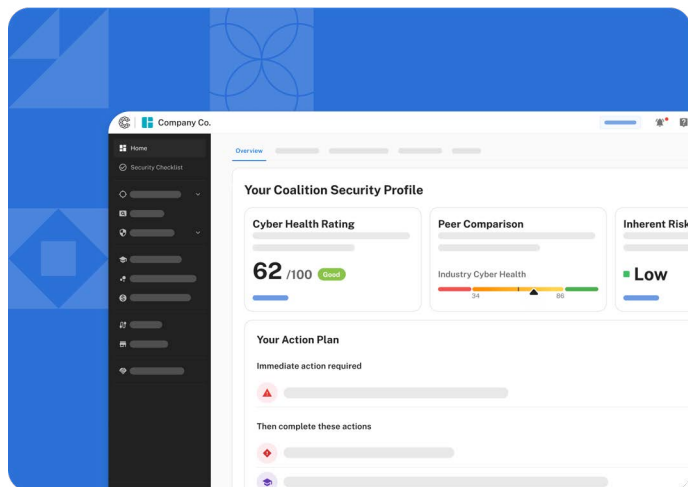 Company Co.
Home
Security Checklist
Overview
Your Coalition Security Profile
Cyber Health Rating
62 /100 Good
Peer Comparison
Industry Cyber Health
34 86
Inherent Risk
Low
Your Action Plan
Immediate action required
Then complete these actions